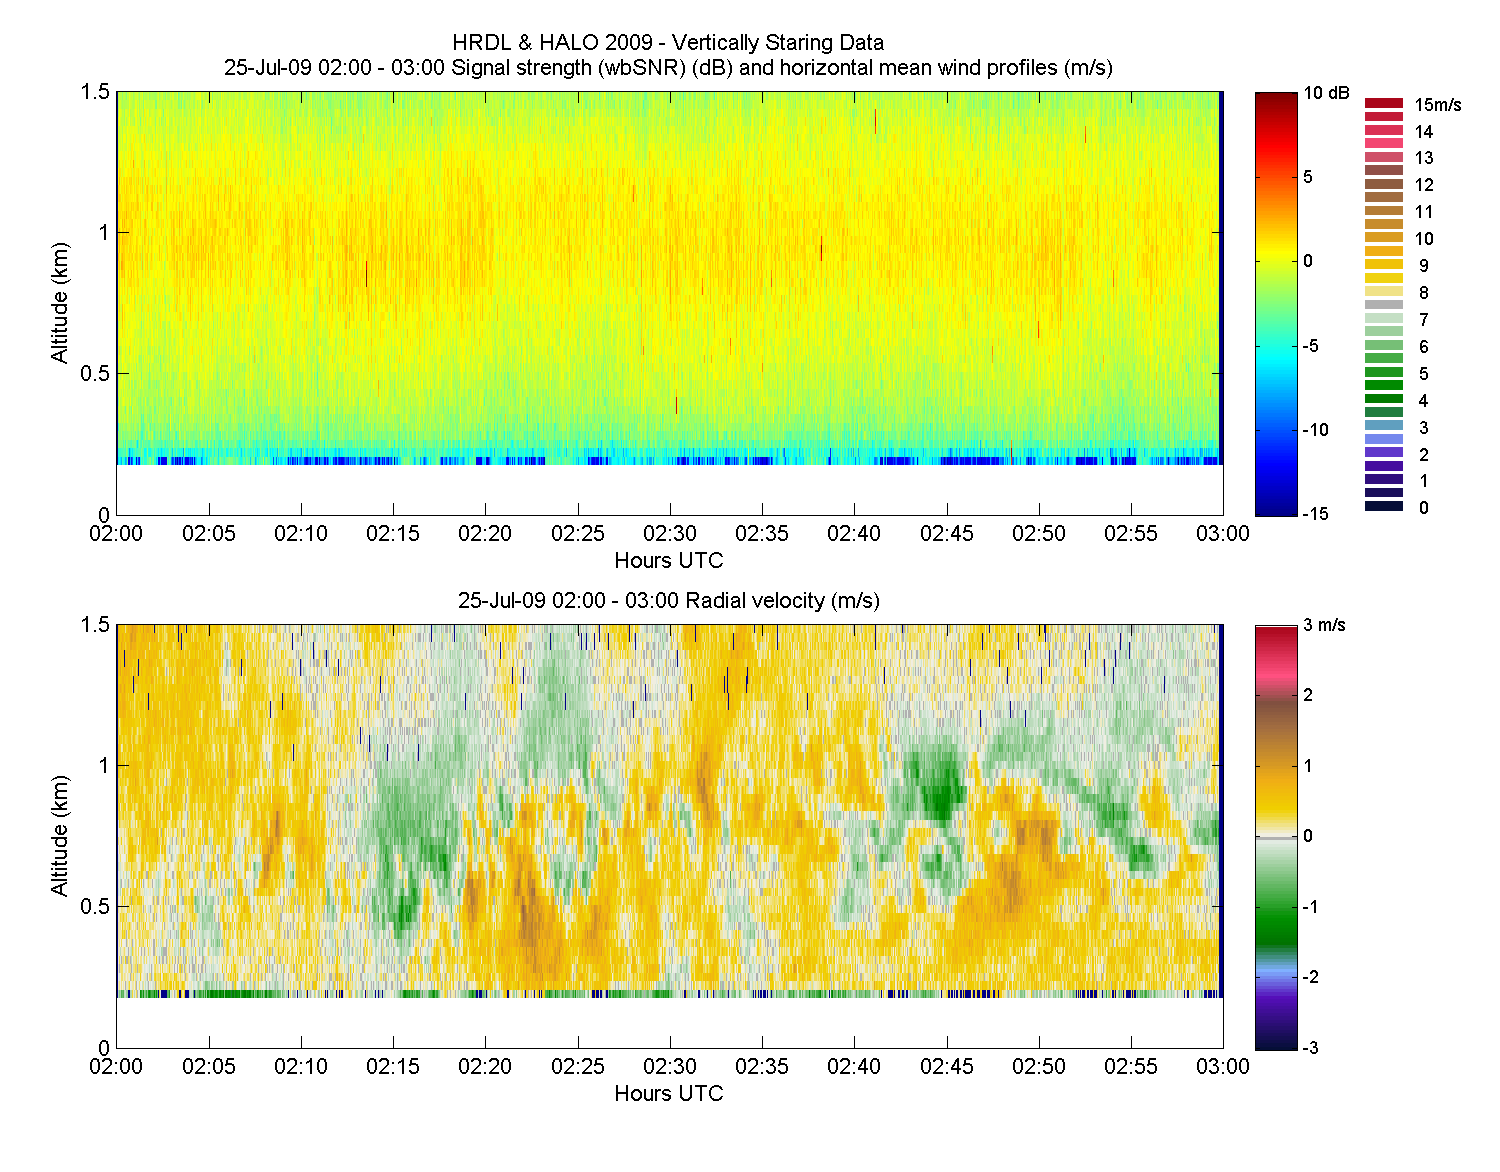 HRDL & HALO 2009 - Vertically Staring Data
25-Jul-09 02:00 - 03:00 Signal strength (wbSNR) (dB) and horizontal mean wind profiles (m/s)
1.5
1
0.5
0
Altitude (km)
02:00 02:05 02:10 02:15 02:20 02:25 02:30 02:35 02:40 02:45 02:50 02:55 03:00
Hours UTC
10 dB
5
0
-5
-10
-15
15m/s
14
13
12
11
10
9
8
7
6
5
4
3
2
1
0
25-Jul-09 02:00 - 03:00 Radial velocity (m/s)
1.5
1
0.5
0
Altitude (km)
02:00 02:05 02:10 02:15 02:20 02:25 02:30 02:35 02:40 02:45 02:50 02:55 03:00
Hours UTC
3 m/s
2
1
0
-1
-2
-3